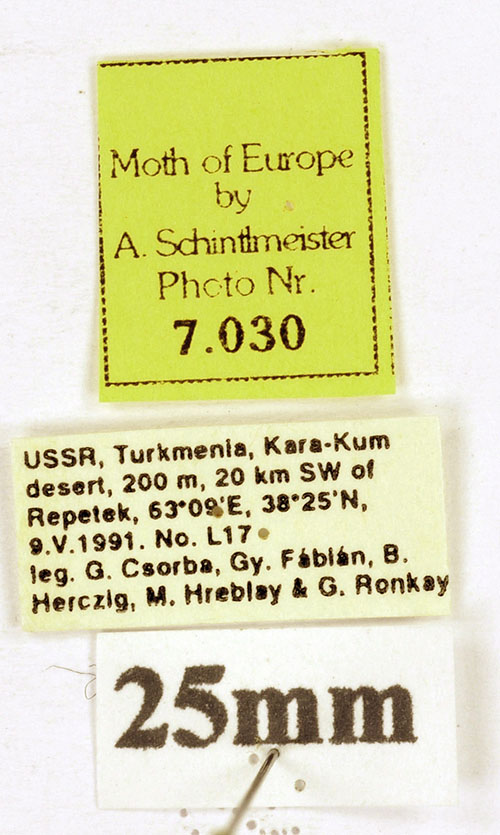 Moth of Europe
by
A. Schintlmeister
Photo Nr.
7.030
USSR, Turkmenia, Kara-Kum
desert, 200 m, 20 km SW of
Repetek, 63°09'E, 38°25'N,
9.V.1991. No. L17
leg. G. Csorba, Gy. Fábián, B.
Herczig, M. Hreblay & G. Ronkay
25mm